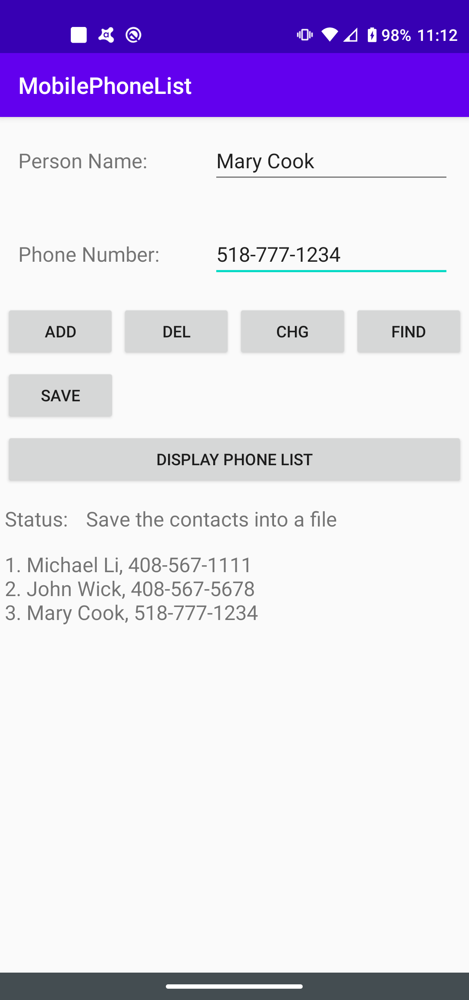 98% 11:12
MobilePhoneList
Person Name: Mary Cook
Phone Number: 518-777-1234
ADD DEL CHG FIND
SAVE
DISPLAY PHONE LIST
Status: Save the contacts into a file
1. Michael Li, 408-567-1111
2. John Wick, 408-567-5678
3. Mary Cook, 518-777-1234